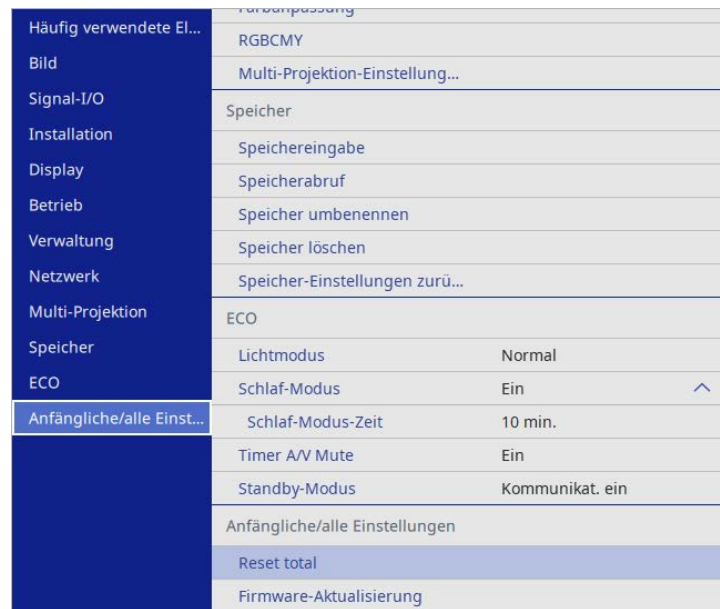 Häufig verwendete El...
Bild
Signal-I/O
Installation
Display
Betrieb
Verwaltung
Netzwerk
Multi-Projektion
Speicher
ECO
Anfängliche/alle Einst...
Farbanpassung
RGBCMY
Multi-Projektion-Einstellung...
Speicher
Speichereingabe
Speicherabruf
Speicher umbenennen
Speicher löschen
Speicher-Einstellungen zurü...
ECO
Lichtmodus Normal
Schlaf-Modus Ein
Schlaf-Modus-Zeit 10 min.
Timer A/V Mute Ein
Standby-Modus Kommunikat. ein
Anfängliche/alle Einstellungen
Reset total
Firmware-Aktualisierung